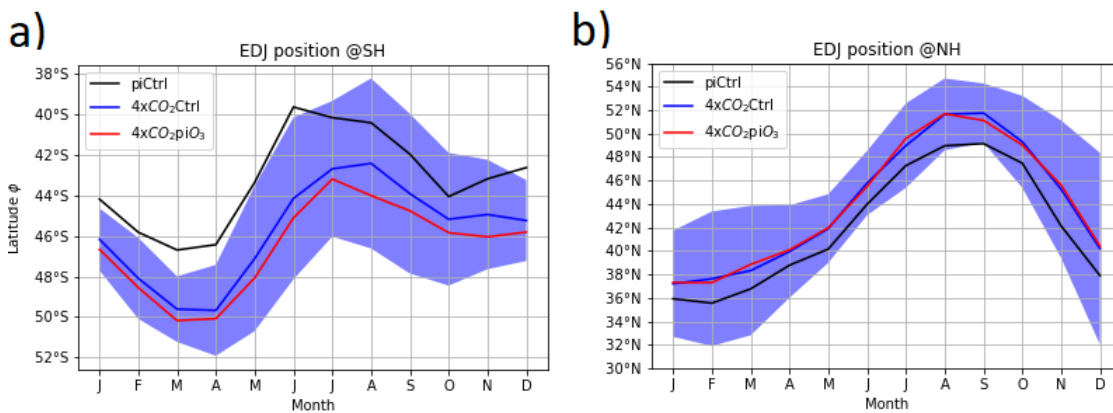 a)
EDJ position @SH
38°S
40°S
42°S
44°S
46°S
48°S
50°S
52°S
Latitude ϕ
piCtrl
4xCO₂Ctrl
4xCO₂piO₃
J F M A M J J A S O N D
Month
b)
EDJ position @NH
56°N
54°N
52°N
50°N
48°N
46°N
44°N
42°N
40°N
38°N
36°N
34°N
32°N
30°N
piCtrl
4xCO₂Ctrl
4xCO₂piO₃
J F M A M J J A S O N D
Month